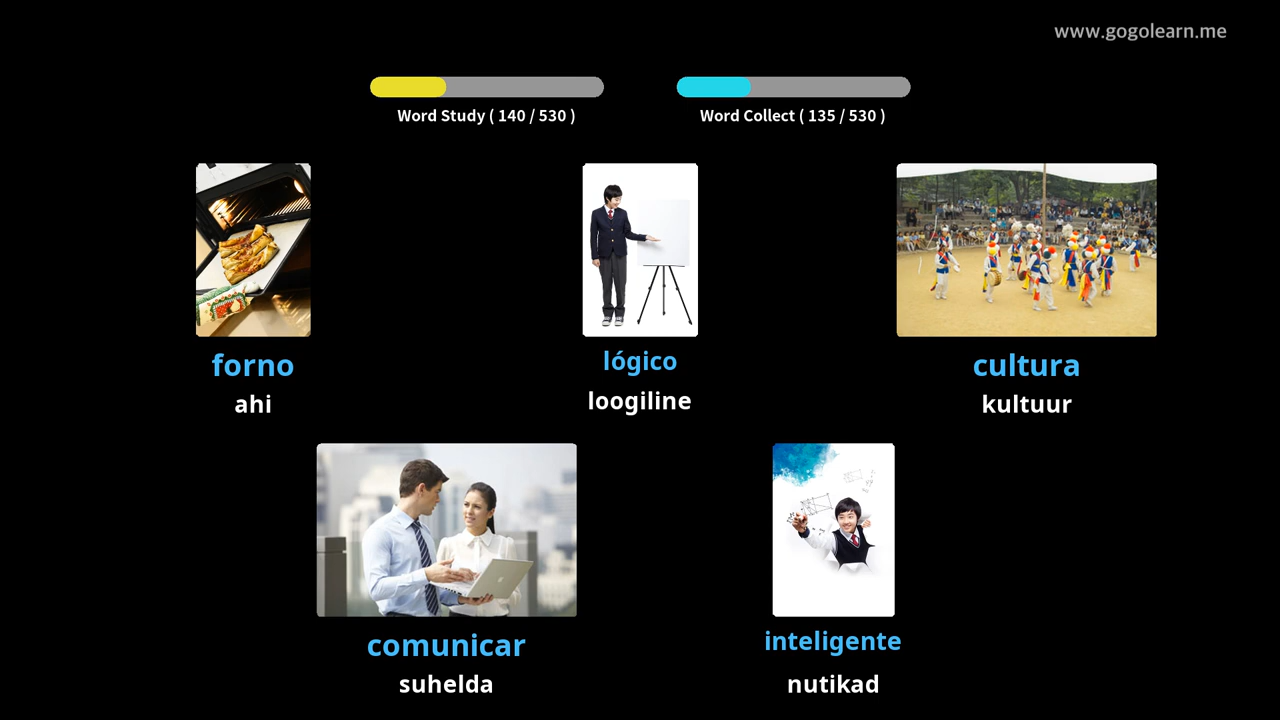 www.gogolearn.me
Word Study ( 140 / 530 )
Word Collect ( 135 / 530 )
forno
ahi
lógico
loogiline
cultura
kultuur
comunicar
suhelda
inteligente
nutikad